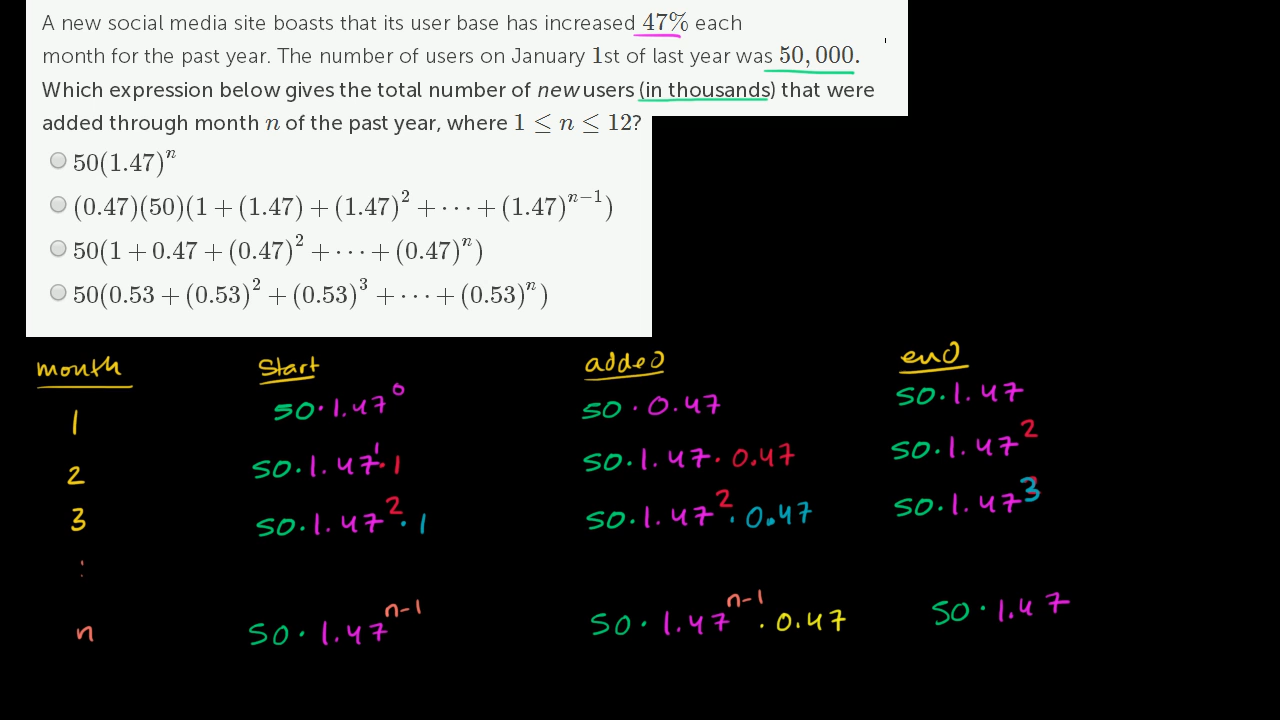 A new social media site boasts that its user base has increased 47% each
month for the past year. The number of users on January 1st of last year was 50,000.
Which expression below gives the total number of new users (in thousands) that were
added through month n of the past year, where 1 ≤ n ≤ 12?
50(1.47)^n
(0.47)(50)(1 + (1.47) + (1.47)^2 + ⋯ + (1.47)^{n−1})
50(1 + 0.47 + (0.47)^2 + ⋯ + (0.47)^n)
50(0.53 + (0.53)^2 + (0.53)^3 + ⋯ + (0.53)^n)
month start added end
1 50·1.47^0 50·0.47 50·1.47
2 50·1.47^1·1 50·1.47·0.47 50·1.47^2
3 50·1.47^2·1 50·1.47^2·0.47 50·1.47^3
⋮
n 50·1.47^{n-1} 50·1.47^{n-1}·0.47 50·1.47